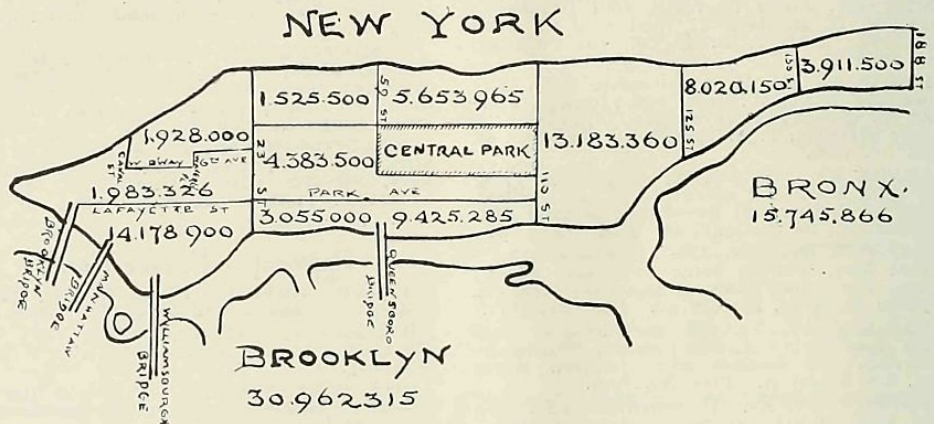 NEW YORK
188 ST
155 ST
3.911.500
8.020.150
52 ST
1.525.500
5.653965
125 ST
1.928.000
23 ST
13.183.360
4.383.500
CENTRAL PARK
CANAL ST
W BWAY
6TH AVE
110 ST
1.983.326
PARK AVE
BRONX.
LAFAYETTE ST
3.055000
9.425.285
15.745.866
14.178900
BROOKLYN BRIDGE
MANHATTAN BRIDGE
WILLIAMSBURGH BRIDGE
QUEENSBORO BRIDGE
BROOKLYN
30.962315